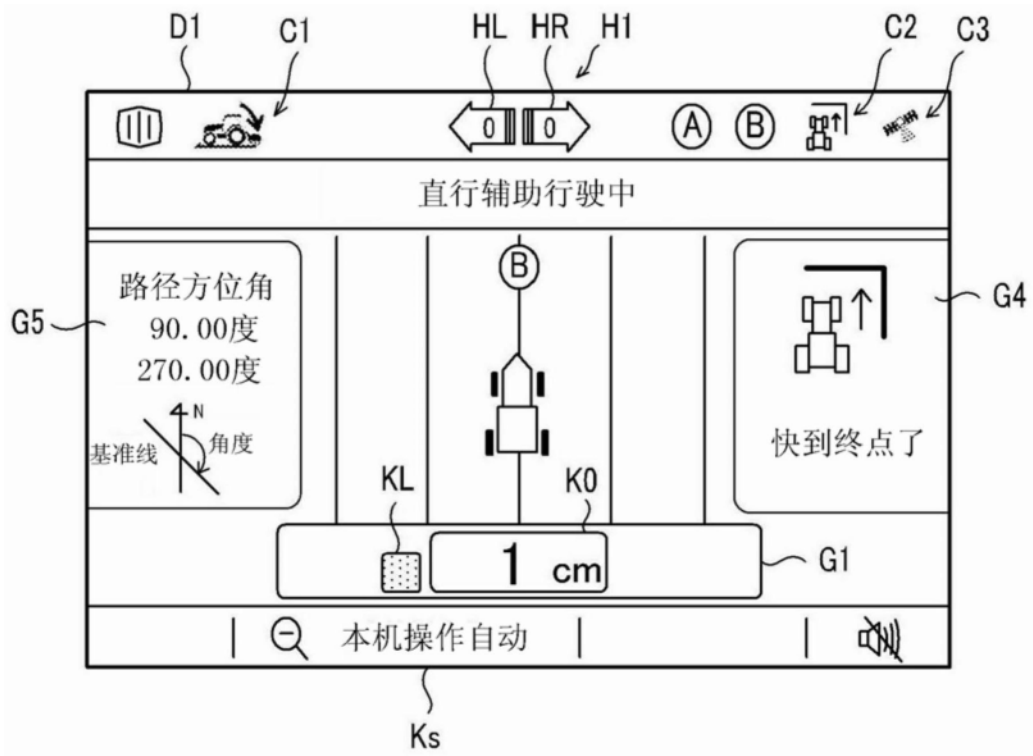 D1
C1
HL
HR
H1
C2
C3
0
0
A
B
直行辅助行驶中
路径方位角
90.00度
270.00度
N
基准线
角度
G5
B
快到终点了
G4
KL
K0
1 cm
G1
本机操作自动
Ks